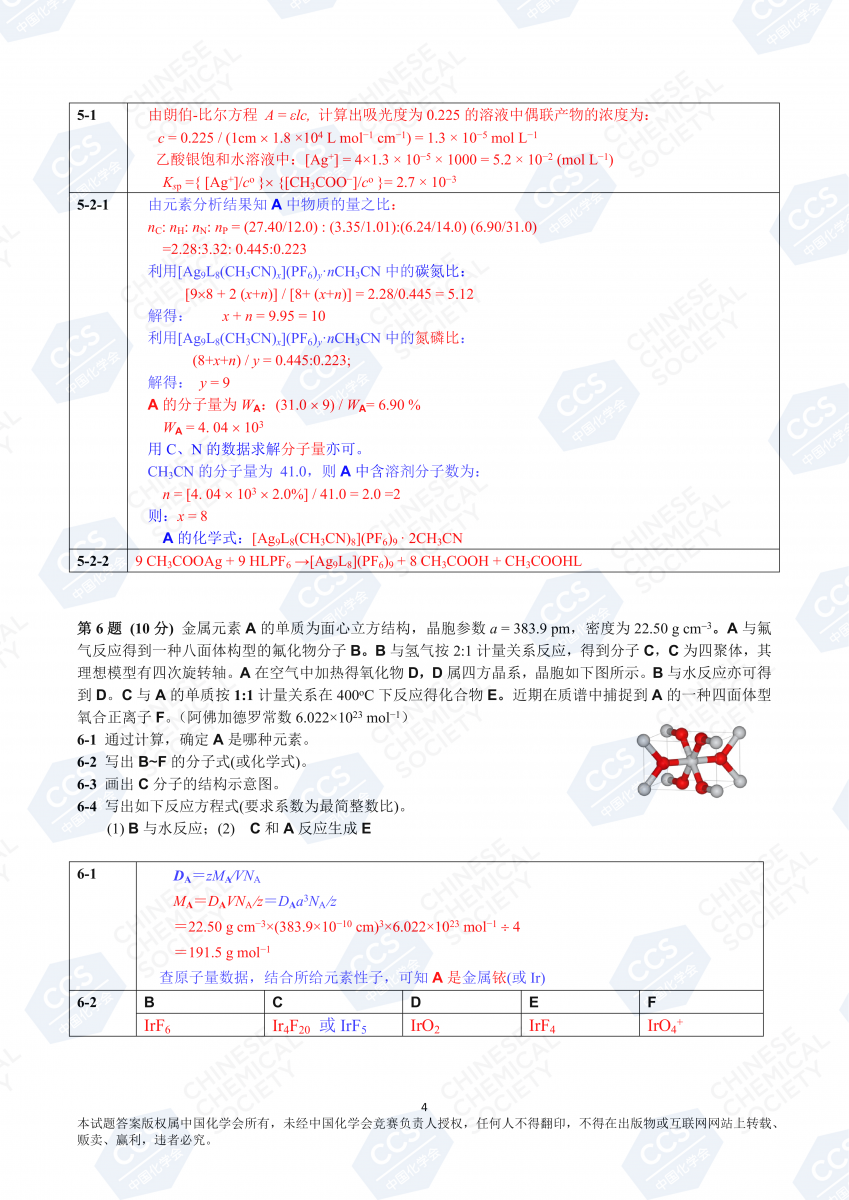 5-1 由朗伯-比尔方程 A = εlc, 计算出吸光度为 0.225 的溶液中偶联产物的浓度为：
c = 0.225 / (1cm × 1.8 ×10⁴ L mol⁻¹ cm⁻¹) = 1.3 × 10⁻⁵ mol L⁻¹
乙酸银饱和水溶液中：[Ag⁺] = 4×1.3 × 10⁻⁵ × 1000 = 5.2 × 10⁻² (mol L⁻¹)
Kₛₚ ={ [Ag⁺]/cᵒ }× {[CH₃COO⁻]/cᵒ }= 2.7 × 10⁻³
5-2-1 由元素分析结果知 A 中物质的量之比：
n_C: n_H: n_N: n_P = (27.40/12.0) : (3.35/1.01):(6.24/14.0) (6.90/31.0)
=2.28:3.32: 0.445:0.223
利用[Ag₉L₈(CH₃CN)ₓ](PF₆)_y·nCH₃CN 中的碳氮比：
[9×8 + 2 (x+n)] / [8+ (x+n)] = 2.28/0.445 = 5.12
解得： x + n = 9.95 = 10
利用[Ag₉L₈(CH₃CN)ₓ](PF₆)_y·nCH₃CN 中的氮磷比：
(8+x+n) / y = 0.445:0.223;
解得： y = 9
A 的分子量为 W_A：(31.0 × 9) / W_A= 6.90 %
W_A = 4. 04 × 10³
用 C、N 的数据求解分子量亦可。
CH₃CN 的分子量为 41.0，则 A 中含溶剂分子数为：
n = [4. 04 × 10³ × 2.0%] / 41.0 = 2.0 =2
则：x = 8
A 的化学式：[Ag₉L₈(CH₃CN)₈](PF₆)₉ · 2CH₃CN
5-2-2 9 CH₃COOAg + 9 HLPF₆ →[Ag₉L₈](PF₆)₉ + 8 CH₃COOH + CH₃COOHL
第 6 题 (10 分) 金属元素 A 的单质为面心立方结构，晶胞参数 a = 383.9 pm，密度为 22.50 g cm⁻³。A 与氟
气反应得到一种八面体构型的氟化物分子 B。B 与氢气按 2:1 计量关系反应，得到分子 C，C 为四聚体，其
理想模型有四次旋转轴。A 在空气中加热得氧化物 D，D 属四方晶系，晶胞如下图所示。B 与水反应亦可得
到 D。C 与 A 的单质按 1:1 计量关系在 400ᵒC 下反应得化合物 E。近期在质谱中捕捉到 A 的一种四面体型
氧合正离子 F。（阿佛加德罗常数 6.022×10²³ mol⁻¹）
6-1 通过计算，确定 A 是哪种元素。
6-2 写出 B~F 的分子式(或化学式)。
6-3 画出 C 分子的结构示意图。
6-4 写出如下反应方程式(要求系数为最简整数比)。
(1) B 与水反应；(2) C 和 A 反应生成 E
6-1 D_A＝zM_A/VN_A
M_A＝D_AVN_A/z＝D_Aa³N_A/z
＝22.50 g cm⁻³×(383.9×10⁻¹⁰ cm)³×6.022×10²³ mol⁻¹ ÷ 4
＝191.5 g mol⁻¹
查原子量数据，结合所给元素性子，可知 A 是金属铱(或 Ir)
6-2 B C D E F
IrF₆ Ir₄F₂₀ 或 IrF₅ IrO₂ IrF₄ IrO₄⁺
4
本试题答案版权属中国化学会所有，未经中国化学会竞赛负责人授权，任何人不得翻印，不得在出版物或互联网网站上转载、
贩卖、赢利，违者必究。
CCS
中国化学会
CHINESE
CHEMICAL
SOCIETY